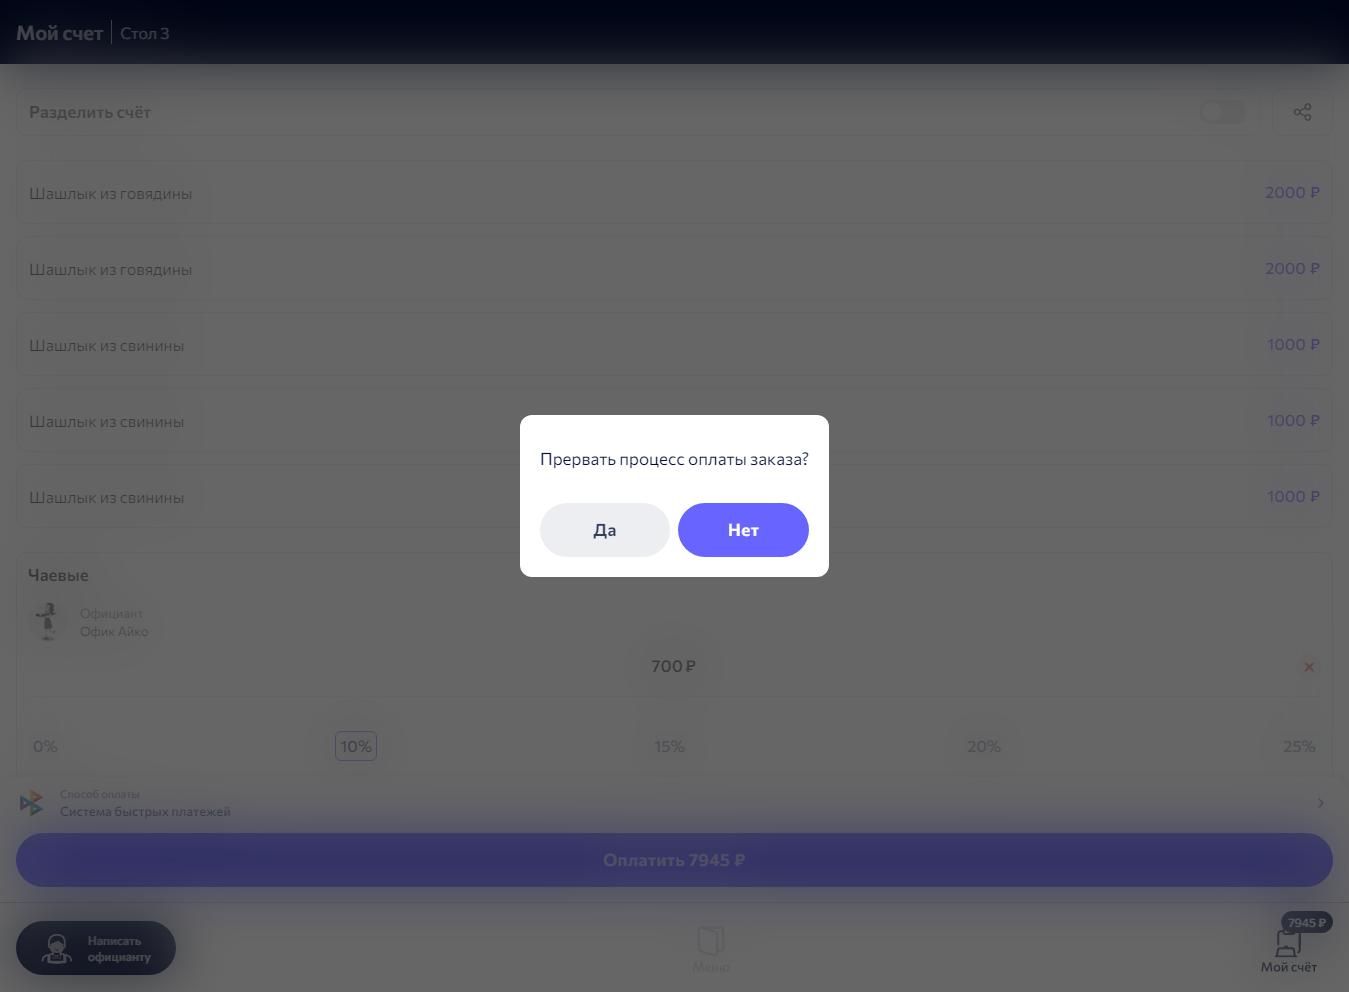 Мой счет
Стол 3
Разделить счёт
Шашлык из говядины
2000 ₽
Шашлык из говядины
2000 ₽
Шашлык из свинины
1000 ₽
Шашлык из свинины
1000 ₽
Шашлык из свинины
1000 ₽
Прервать процесс оплаты заказа?
Да
Нет
Чаевые
Официант
Офик Айко
700 ₽
0%
10%
15%
20%
25%
Способ оплаты
Система быстрых платежей
Оплатить 7945 ₽
Написать
официанту
Меню
7945 ₽
Мой счёт